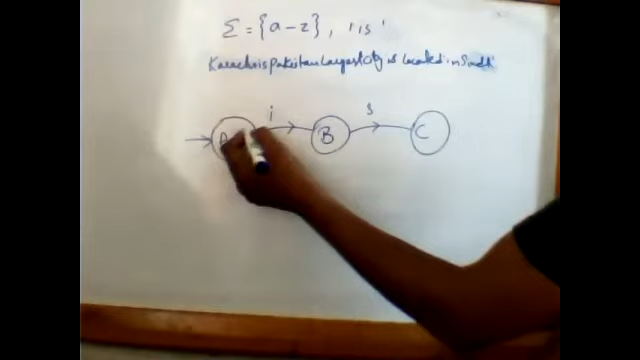 Σ = {a-z}, 'is'
Karachi is Pakistan Largest City is Located in Sindh
i
s
A
B
C